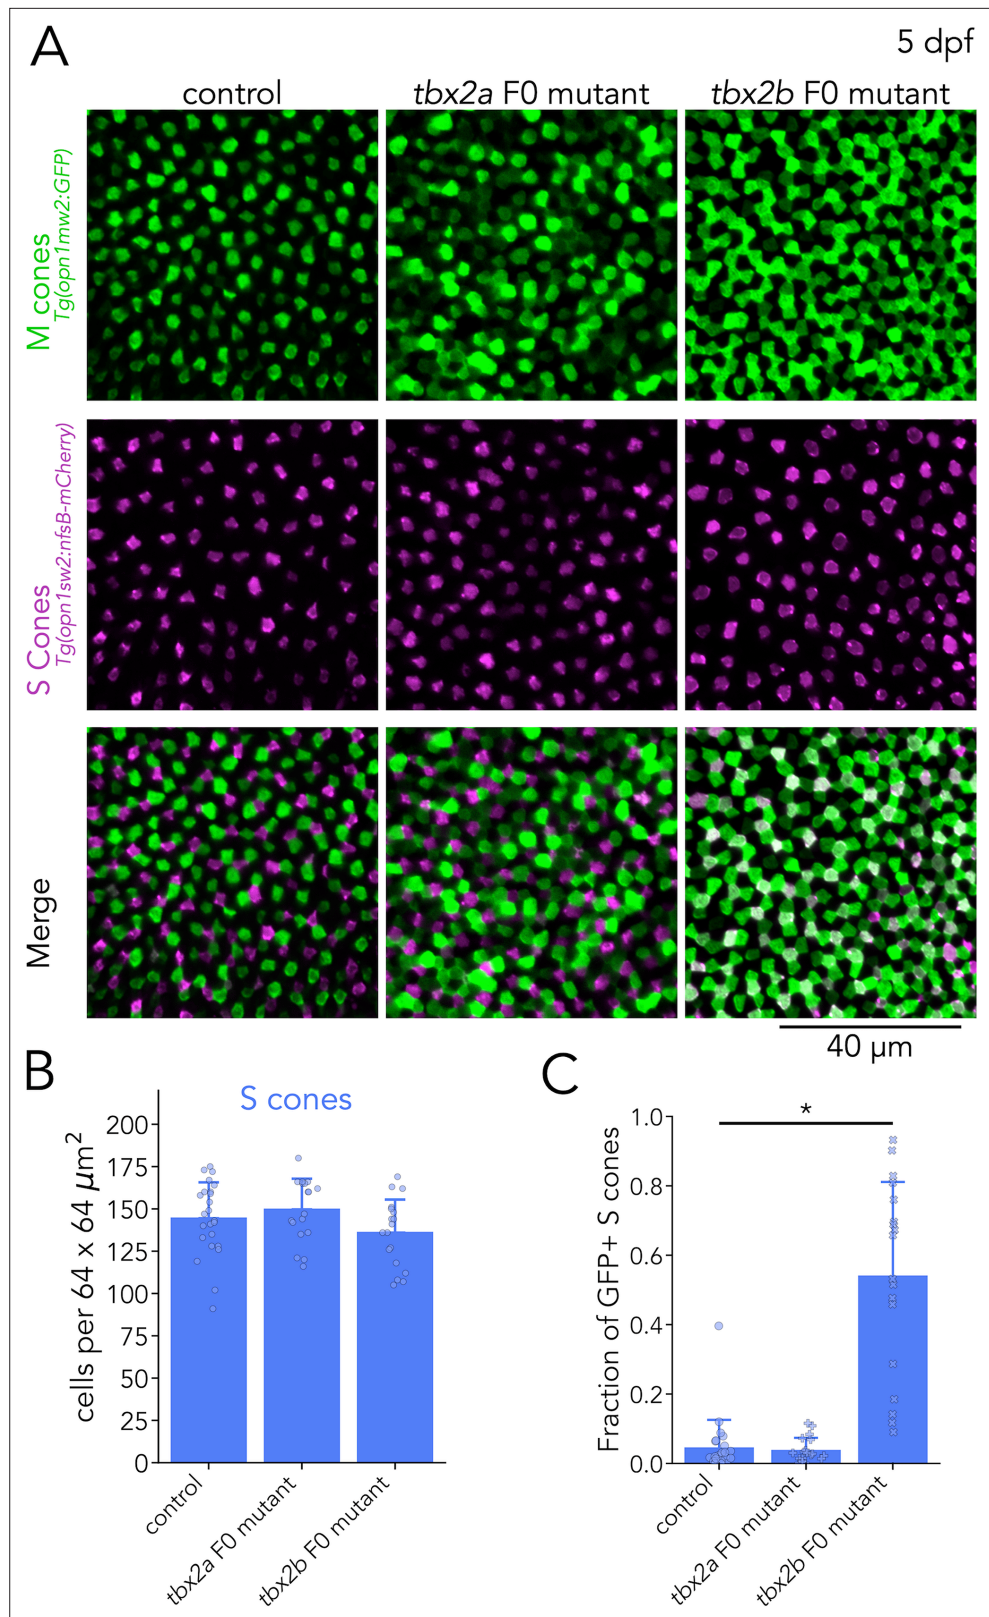 A
5 dpf
control
tbx2a F0 mutant
tbx2b F0 mutant
M cones
Tg(opn1mw2:GFP)
S Cones
Tg(opn1sw2:nfsB-mCherry)
Merge
40 µm
B
S cones
cells per 64 x 64 µm²
200
175
150
125
100
75
50
25
0
control
tbx2a F0 mutant
tbx2b F0 mutant
C
*
Fraction of GFP+ S cones
1.0
0.8
0.6
0.4
0.2
0.0
control
tbx2a F0 mutant
tbx2b F0 mutant